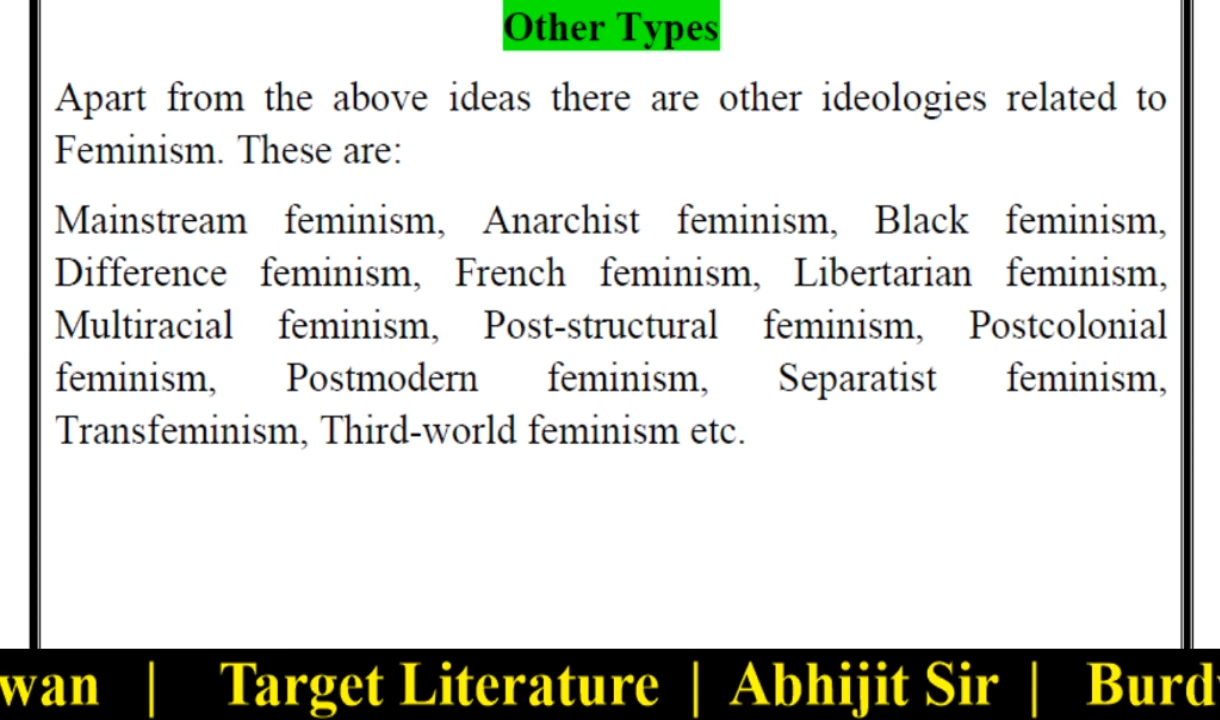 Other Types
Apart from the above ideas there are other ideologies related to
Feminism. These are:
Mainstream feminism, Anarchist feminism, Black feminism,
Difference feminism, French feminism, Libertarian feminism,
Multiracial feminism, Post-structural feminism, Postcolonial
feminism, Postmodern feminism, Separatist feminism,
Transfeminism, Third-world feminism etc.
wan | Target Literature | Abhijit Sir | Burd